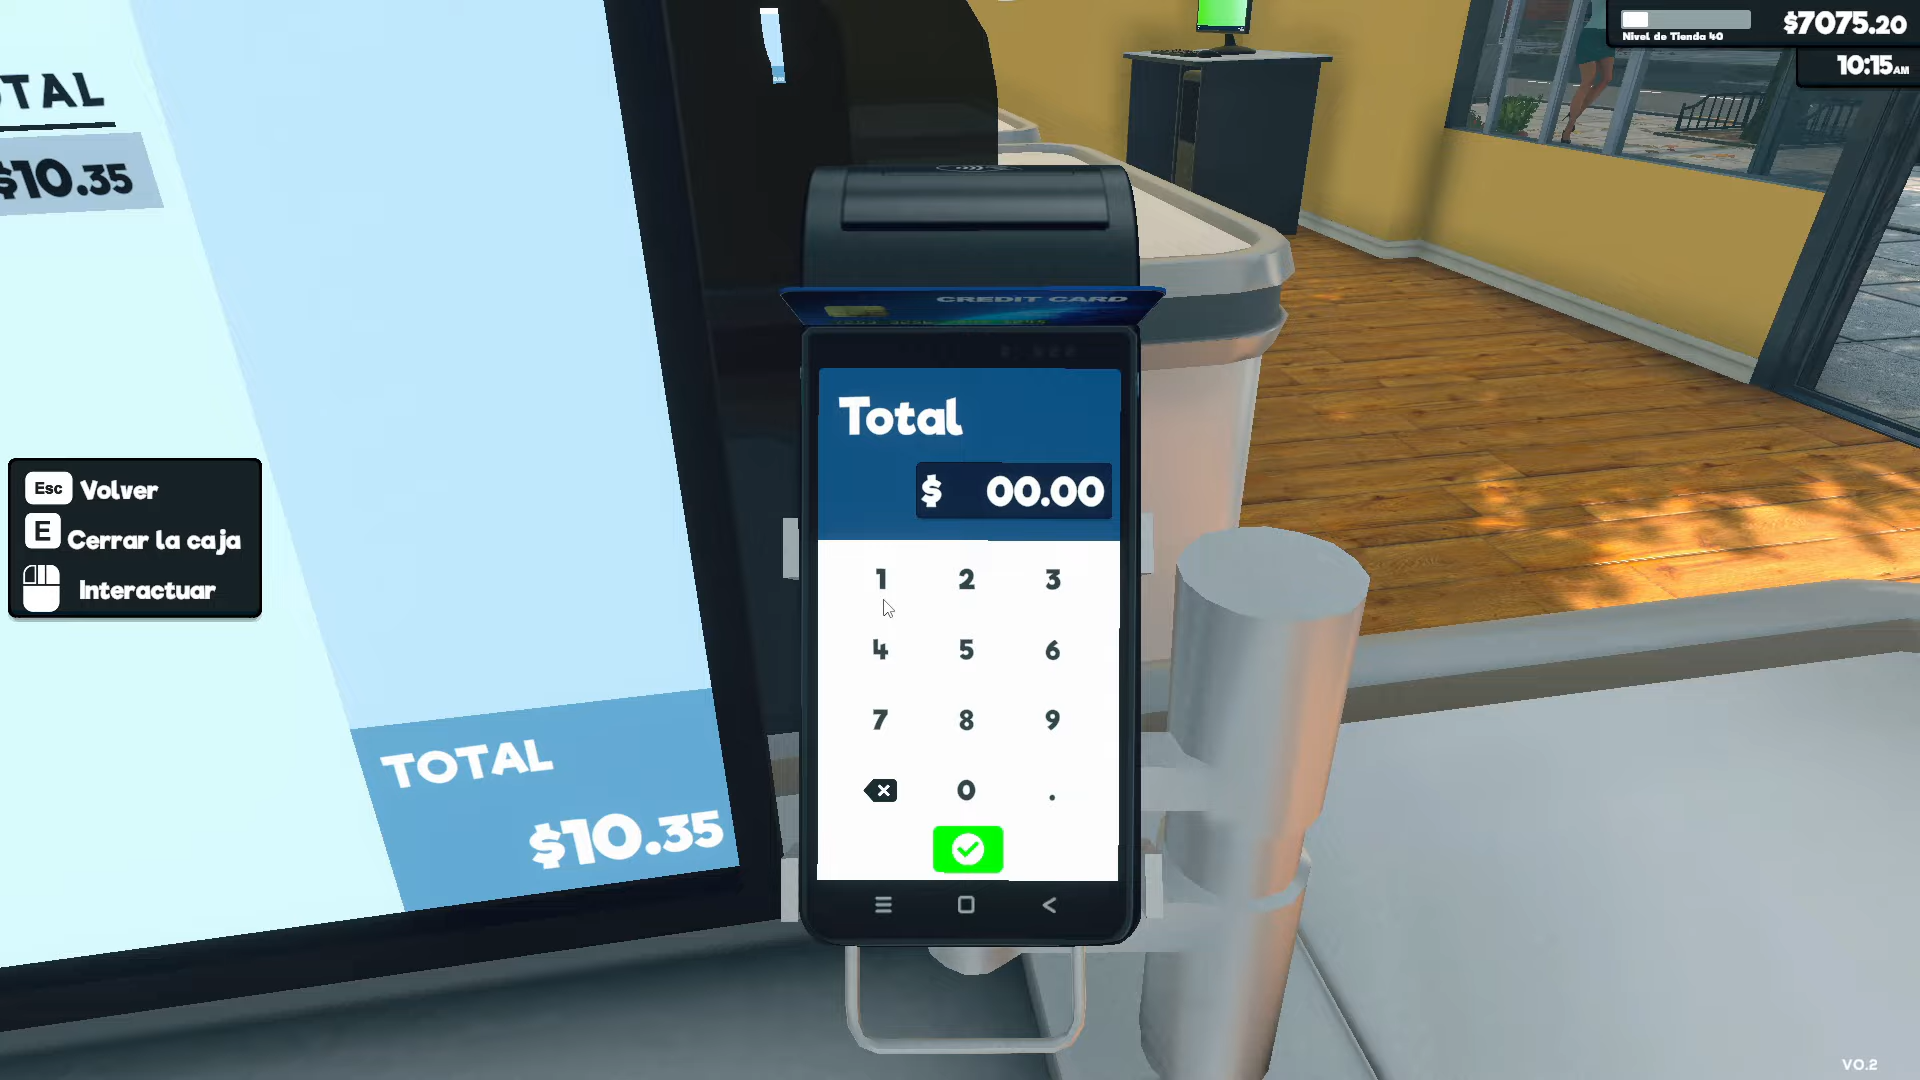 $7075.20
Nivel de Tienda 40
10:15AM
TAL
$10.35
CREDIT CARD
Total
$ 00.00
1 2 3
4 5 6
7 8 9
0 .
Esc Volver
E Cerrar la caja
Interactuar
TOTAL
$10.35
V0.2